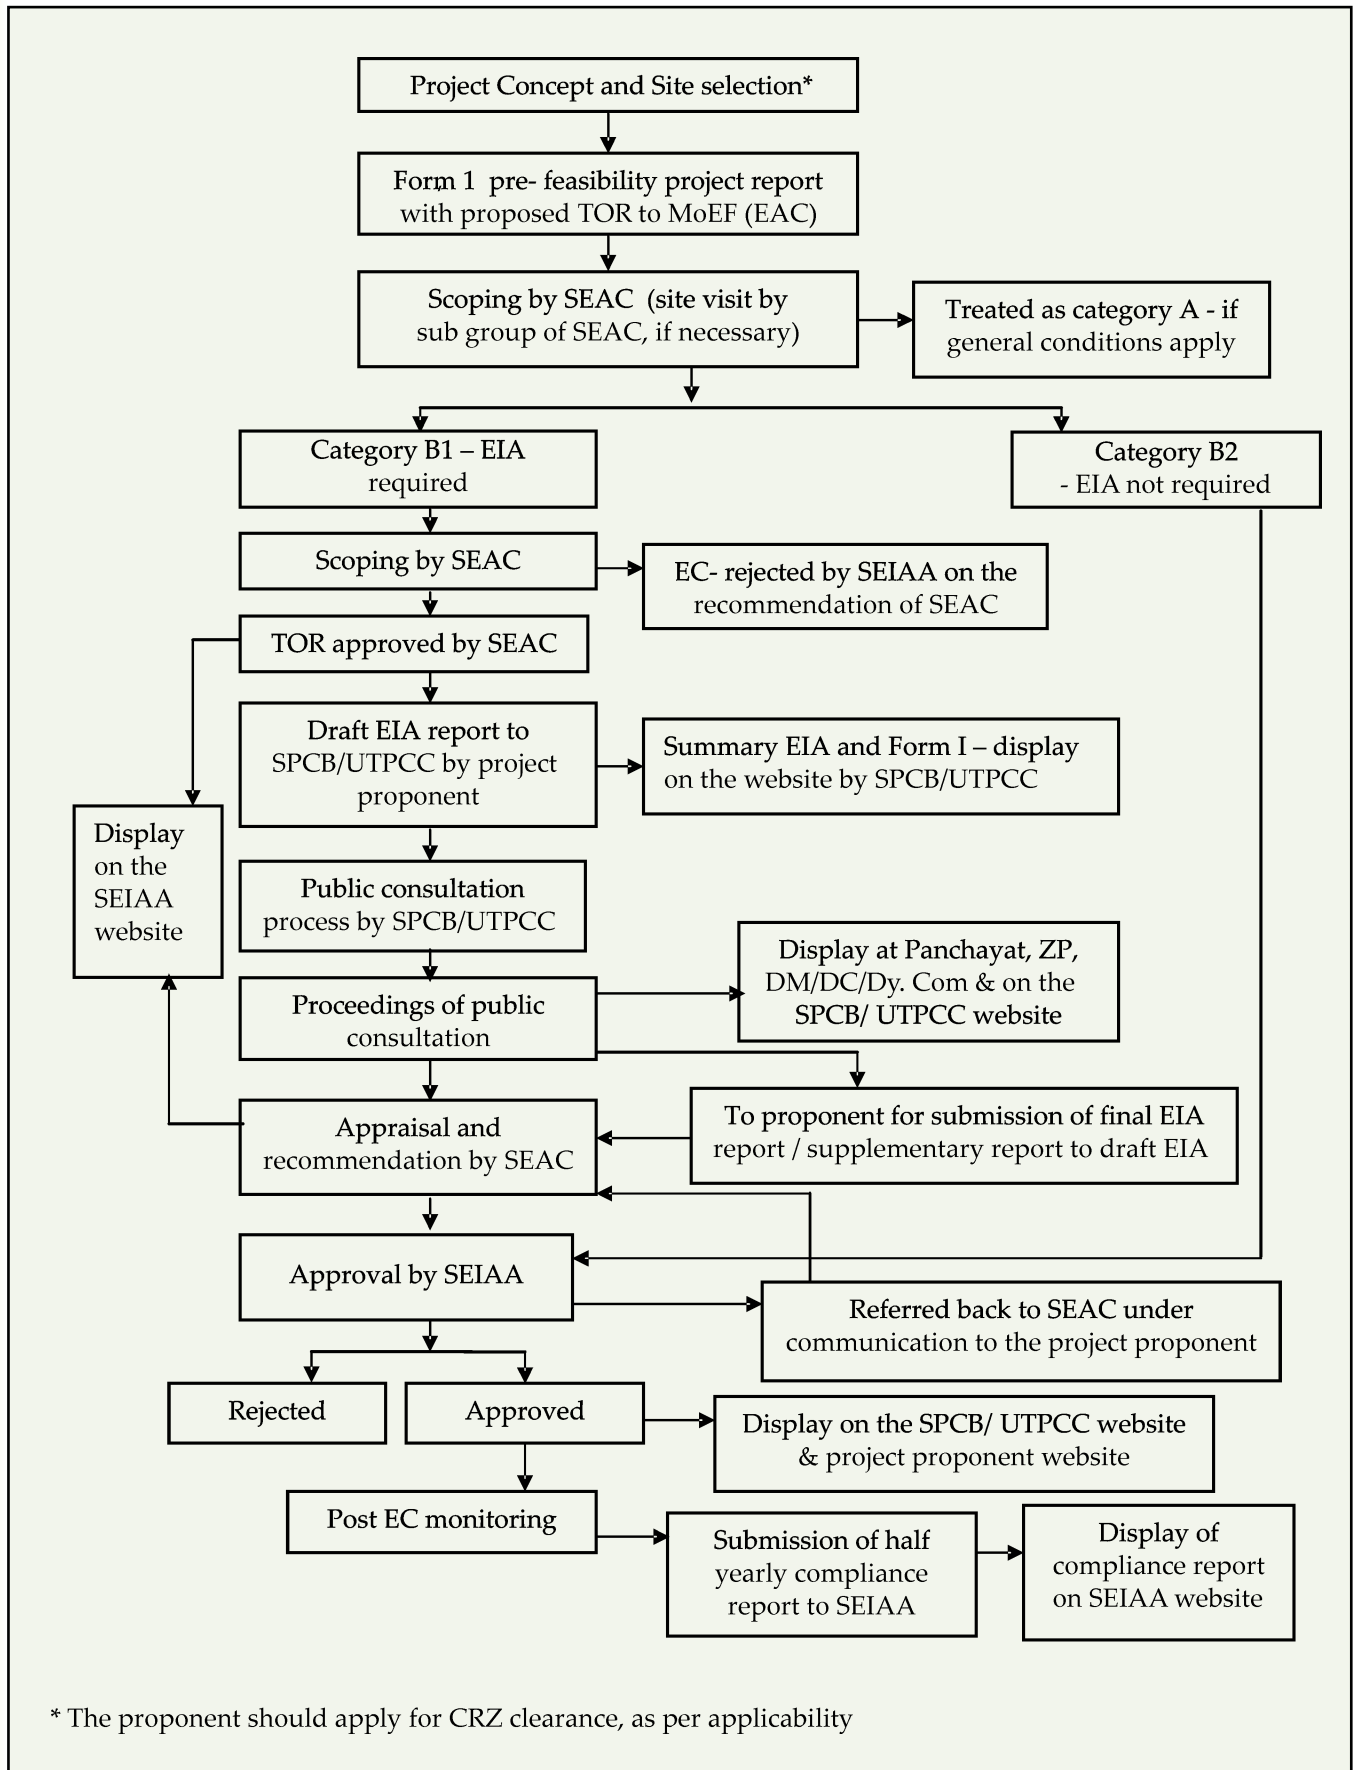 Project Concept and Site selection*
Form 1 pre- feasibility project report
with proposed TOR to MoEF (EAC)
Scoping by SEAC (site visit by
sub group of SEAC, if necessary)
Treated as category A - if
general conditions apply
Category B1 – EIA
required
Category B2
- EIA not required
Scoping by SEAC
EC- rejected by SEIAA on the
recommendation of SEAC
TOR approved by SEAC
Draft EIA report to
SPCB/UTPCC by project
proponent
Summary EIA and Form I – display
on the website by SPCB/UTPCC
Display
on the
SEIAA
website
Public consultation
process by SPCB/UTPCC
Display at Panchayat, ZP,
DM/DC/Dy. Com & on the
SPCB/ UTPCC website
Proceedings of public
consultation
To proponent for submission of final EIA
report / supplementary report to draft EIA
Appraisal and
recommendation by SEAC
Approval by SEIAA
Referred back to SEAC under
communication to the project proponent
Rejected
Approved
Display on the SPCB/ UTPCC website
& project proponent website
Post EC monitoring
Submission of half
yearly compliance
report to SEIAA
Display of
compliance report
on SEIAA website
* The proponent should apply for CRZ clearance, as per applicability